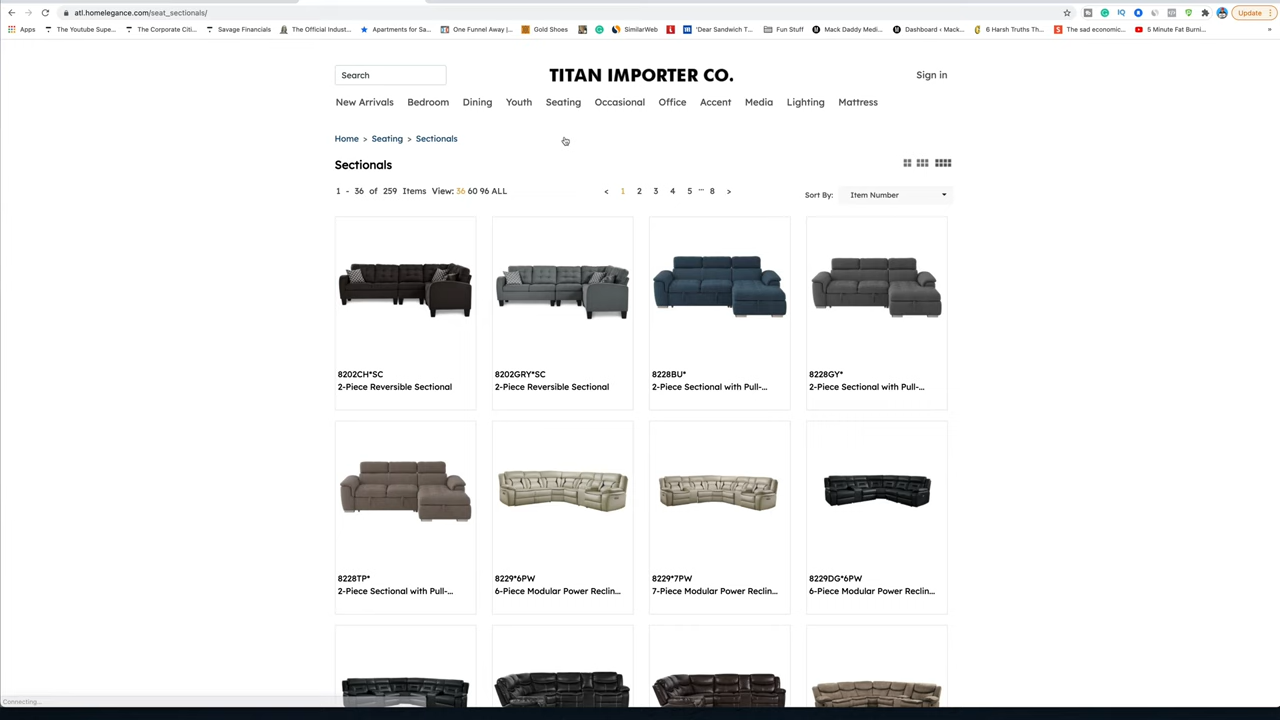 atl.homelegance.com/seat_sectionals/
Update
Apps
The Youtube Supe...
The Corporate Citi...
Savage Financials
The Official Indust...
Apartments for Sa...
One Funnel Away |...
Gold Shoes
SimilarWeb
"Dear Sandwich T...
Fun Stuff
Mack Daddy Medi...
Dashboard ‹ Mack...
6 Harsh Truths Th...
The sad economic...
5 Minute Fat Burni...
Search
TITAN IMPORTER CO.
Sign in
New Arrivals Bedroom Dining Youth Seating Occasional Office Accent Media Lighting Mattress
Home > Seating > Sectionals
Sectionals
1 - 36 of 259 Items View: 36 60 96 ALL
< 1 2 3 4 5 ... 8 >
Sort By: Item Number
8202CH*SC
2-Piece Reversible Sectional
8202GRY*SC
2-Piece Reversible Sectional
8228BU*
2-Piece Sectional with Pull-...
8228GY*
2-Piece Sectional with Pull-...
8228TP*
2-Piece Sectional with Pull-...
8229*6PW
6-Piece Modular Power Reclin...
8229*7PW
7-Piece Modular Power Reclin...
8229DG*6PW
6-Piece Modular Power Reclin...
Connecting...